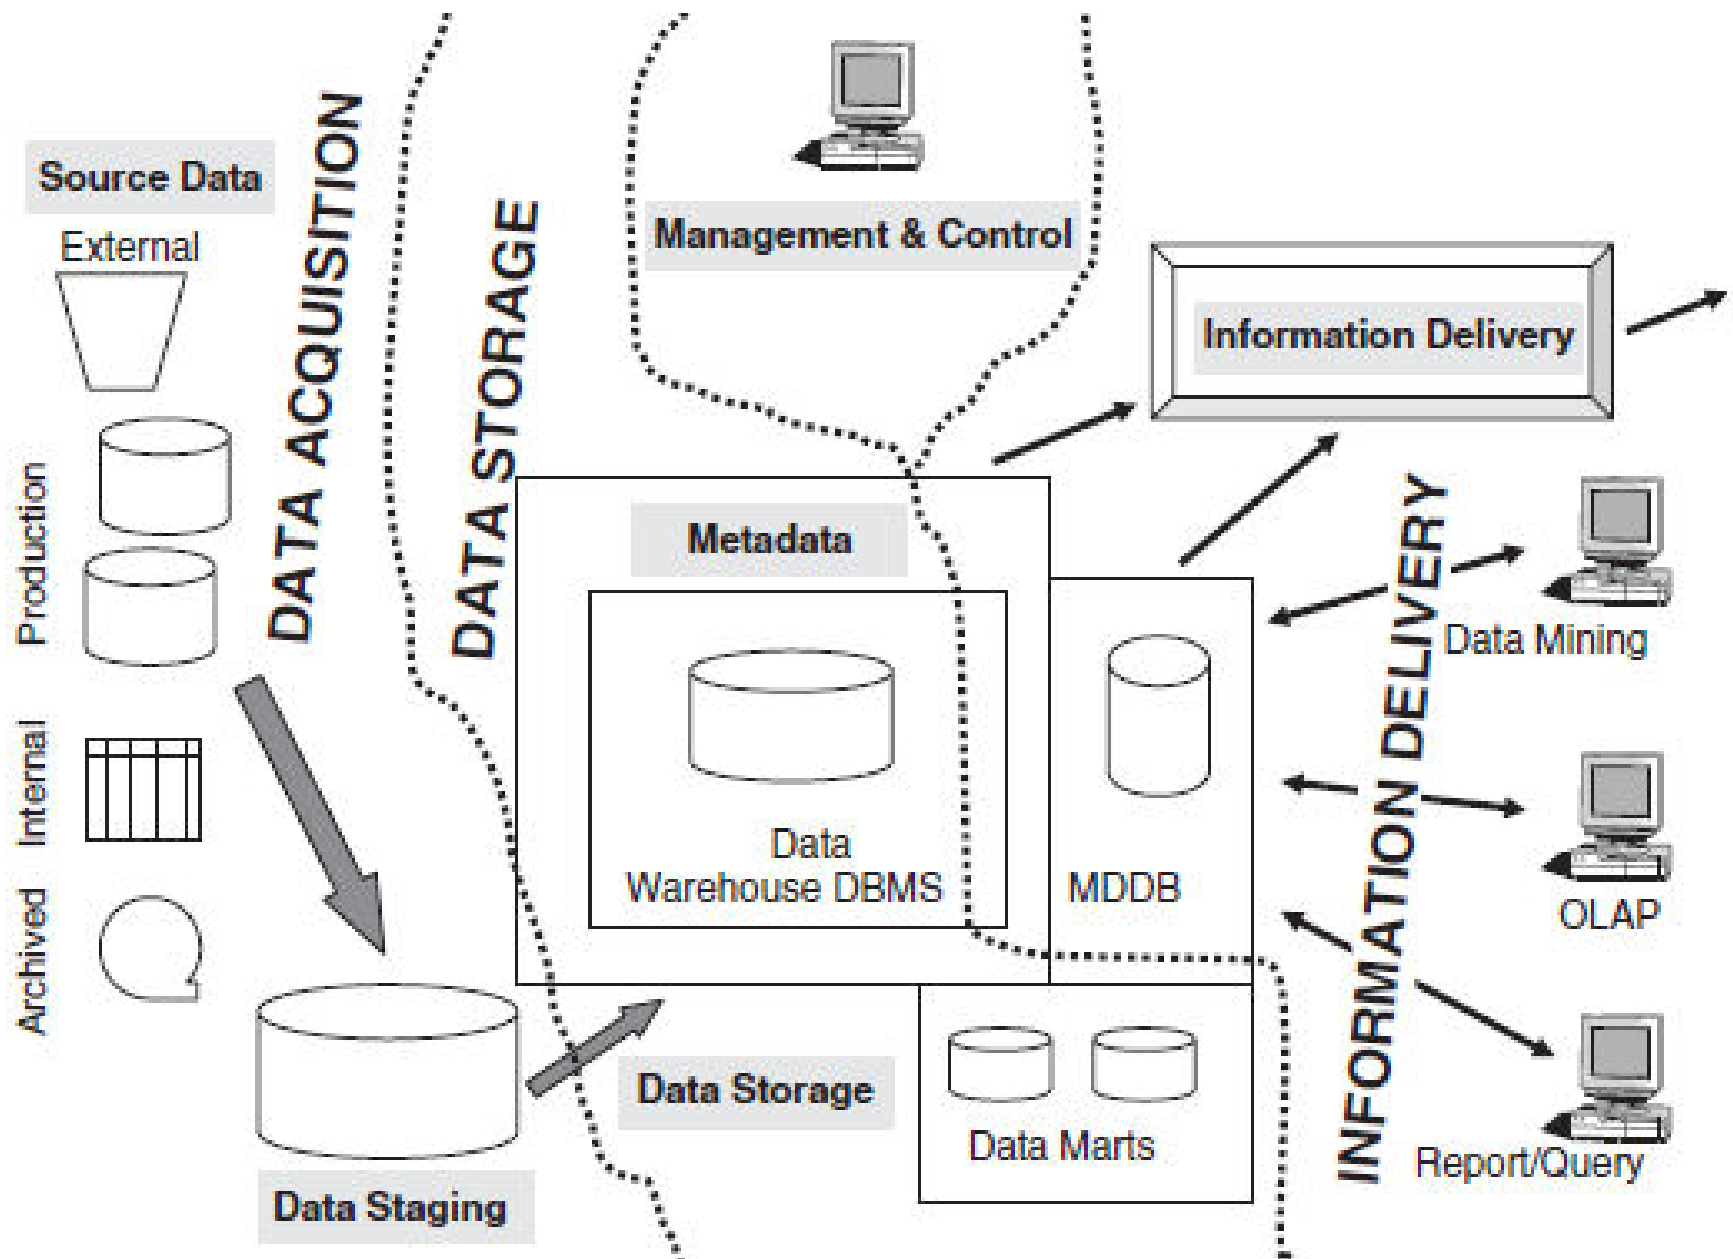 Source Data
External
Production
Internal
Archived
DATA ACQUISITION
Data Staging
DATA STORAGE
Management & Control
Metadata
Data
Warehouse DBMS
MDDB
Data Storage
Data Marts
Information Delivery
INFORMATION DELIVERY
Data Mining
OLAP
Report/Query